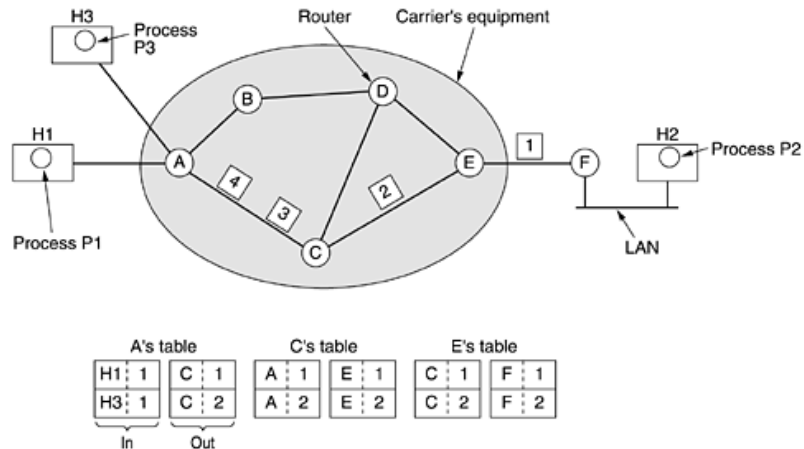 H3
Process
P3
Router
Carrier's equipment
B
D
H1
A
E
1
F
H2
Process P2
4
3
2
Process P1
C
LAN
A's table
C's table
E's table
H1 1 C 1 A 1 E 1 C 1 F 1
H3 1 C 2 A 2 E 2 C 2 F 2
In Out